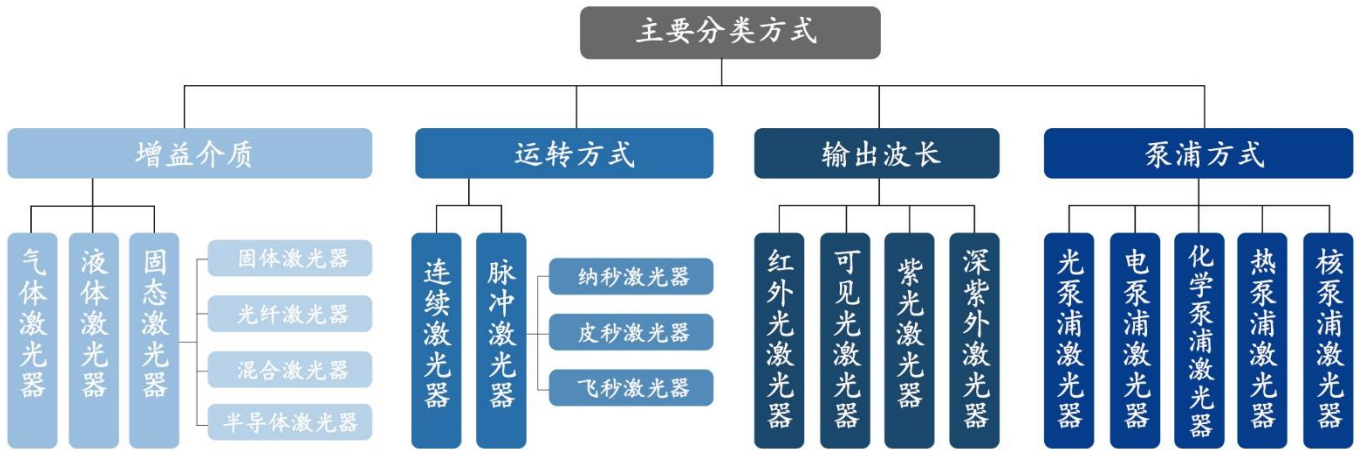 主要分类方式
增益介质
运转方式
输出波长
泵浦方式
气体激光器
液体激光器
固态激光器
固体激光器
光纤激光器
混合激光器
半导体激光器
连续激光器
脉冲激光器
纳秒激光器
皮秒激光器
飞秒激光器
红外光激光器
可见光激光器
紫光激光器
深紫外激光器
光泵浦激光器
电泵浦激光器
化学泵浦激光器
热泵浦激光器
核泵浦激光器